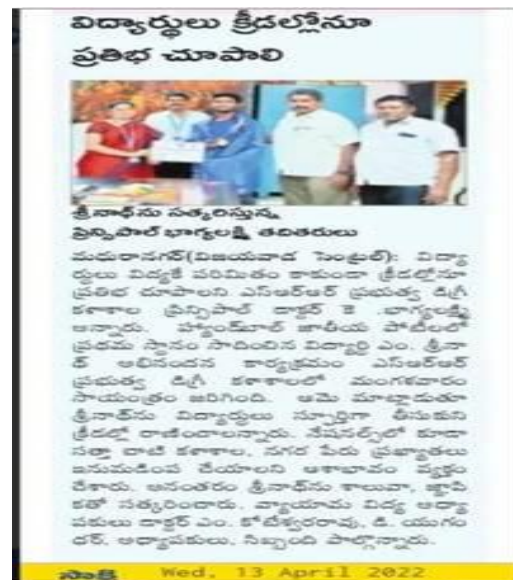 విద్యార్థులు క్రీడల్లోనూ
ప్రతిభ చూపాలి
శ్రీనాథ్‌ను సత్కరిస్తున్న
ప్రిన్సిపాల్ భాగ్యలక్ష్మి తదితరులు
మధురానగర్(విజయవాడ సెంట్రల్): విద్యా
ర్థులు విద్యకే పరిమితం కాకుండా క్రీడల్లోనూ
ప్రతిభ చూపాలని ఎస్ఆర్ఆర్ ప్రభుత్వ డిగ్రీ
కళాశాల ప్రిన్సిపాల్ డాక్టర్ కె .భాగ్యలక్ష్మి
అన్నారు. హ్యాండ్‌బాల్ జాతీయ పోటీలలో
ప్రథమ స్థానం సాధించిన విద్యార్థి ఎం. శ్రీనా
థ్ అభినందన కార్యక్రమం ఎస్ఆర్ఆర్
ప్రభుత్వ డిగ్రీ కళాశాలలో మంగళవారం
సాయంత్రం జరిగింది. ఆమె మాట్లాడుతూ
శ్రీనాథ్‌ను విద్యార్థులు స్ఫూర్తిగా తీసుకుని
క్రీడల్లో రాణించాలన్నారు. నేషనల్స్‌లో కూడా
సత్తా చాటి కళాశాల, నగర పేరు ప్రఖ్యాతలు
ఇనుమడింప చేయాలని ఆశాభావం వ్యక్తం
చేశారు. అనంతరం శ్రీనాథ్‌ను శాలువా, జ్ఞాపి
కతో సత్కరించారు. వ్యాయామ విద్య అధ్యా
పకులు డాక్టర్ ఎం. కోటేశ్వరరావు, డి. యుగం
ధర్, అధ్యాపకులు, సిబ్బంది పాల్గొన్నారు.
సాక్షి Wed, 13 April 2022